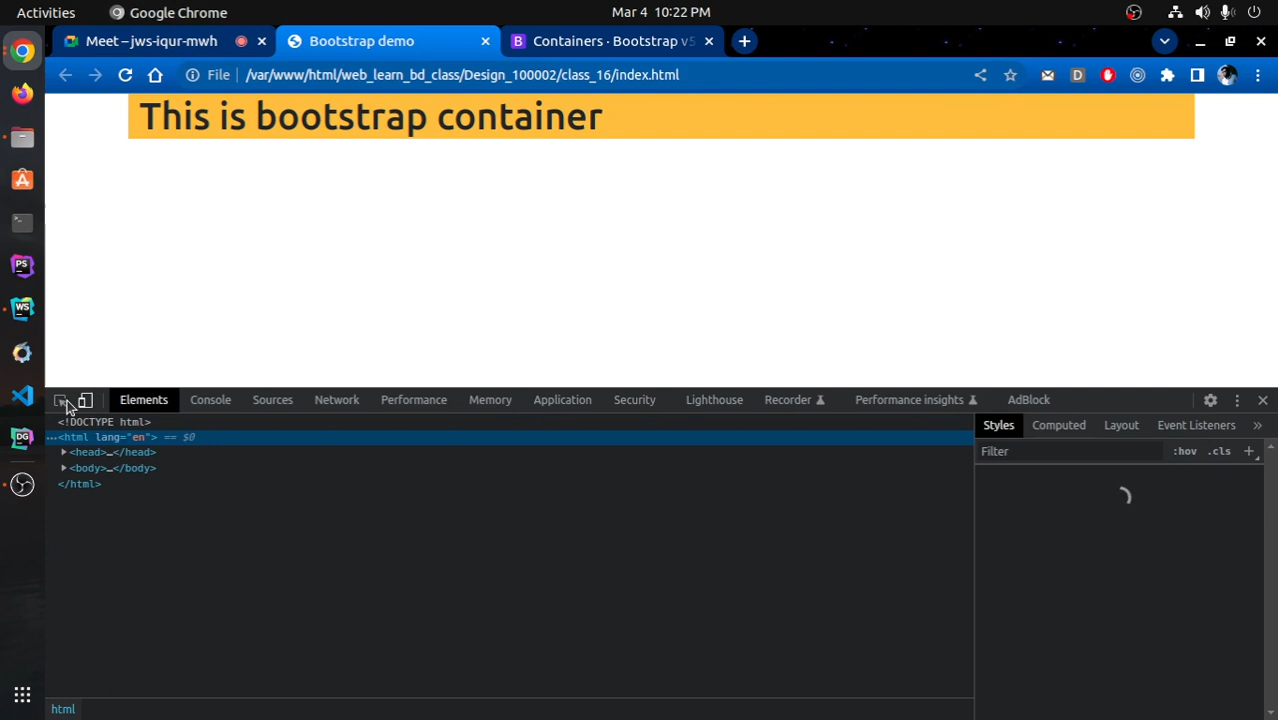 Activities
Google Chrome
Mar 4 10:22 PM
Meet – jws-iqur-mwh
Bootstrap demo
Containers · Bootstrap v5
File
/var/www/html/web_learn_bd_class/Design_100002/class_16/index.html
D
This is bootstrap container
Elements
Console
Sources
Network
Performance
Memory
Application
Security
Lighthouse
Recorder
Performance insights
AdBlock
<!DOCTYPE html>
…<html lang="en"> == $0
<head>…</head>
<body>…</body>
</html>
Styles
Computed
Layout
Event Listeners
»
Filter
:hov
.cls
+
PS
WS
DG
html